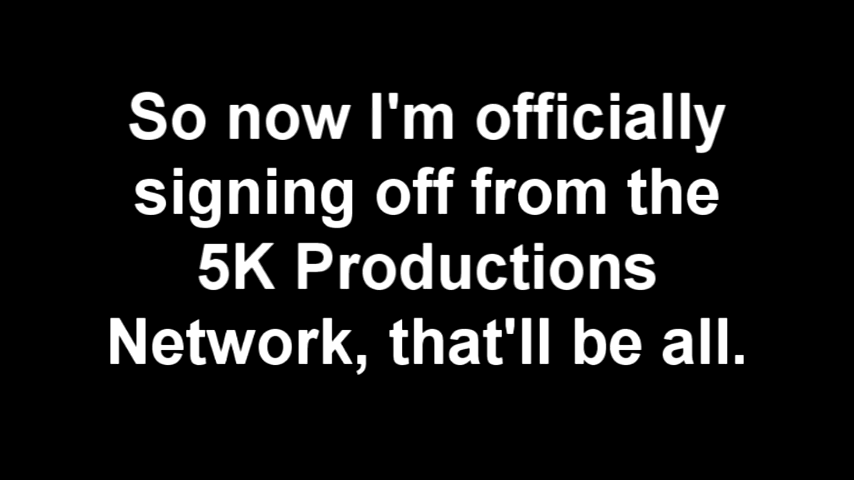 So now I'm officially
signing off from the
5K Productions
Network, that'll be all.